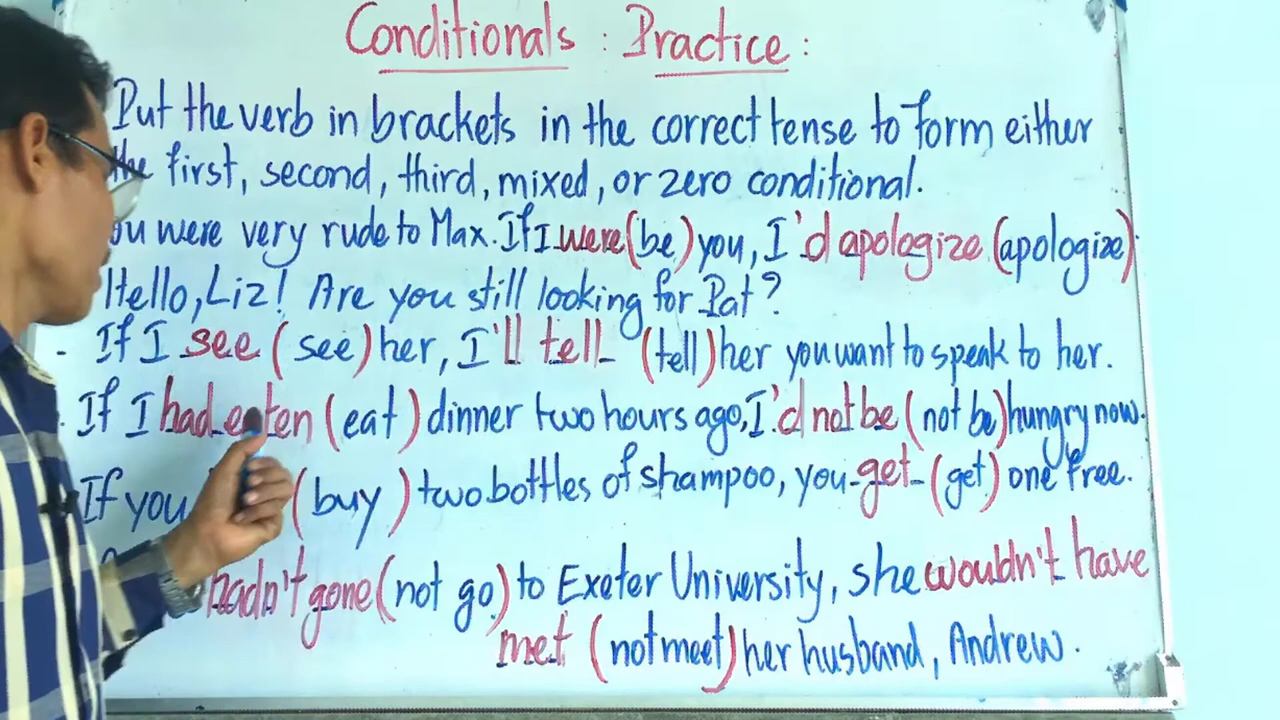 Conditionals : Practice :
Put the verb in brackets in the correct tense to form either
the first, second, third, mixed, or zero conditional.
ou were very rude to Max. If I were (be) you, I'd apologize (apologize).
Hello, Liz! Are you still looking for Pat?
- If I see (see) her, I'll tell (tell) her you want to speak to her.
. If I had eaten (eat) dinner two hours ago, I'd not be (not be) hungry now.
If you (buy) two bottles of shampoo, you get (get) one free.
hadn't gone (not go) to Exeter University, she wouldn't have
met (not meet) her husband, Andrew.